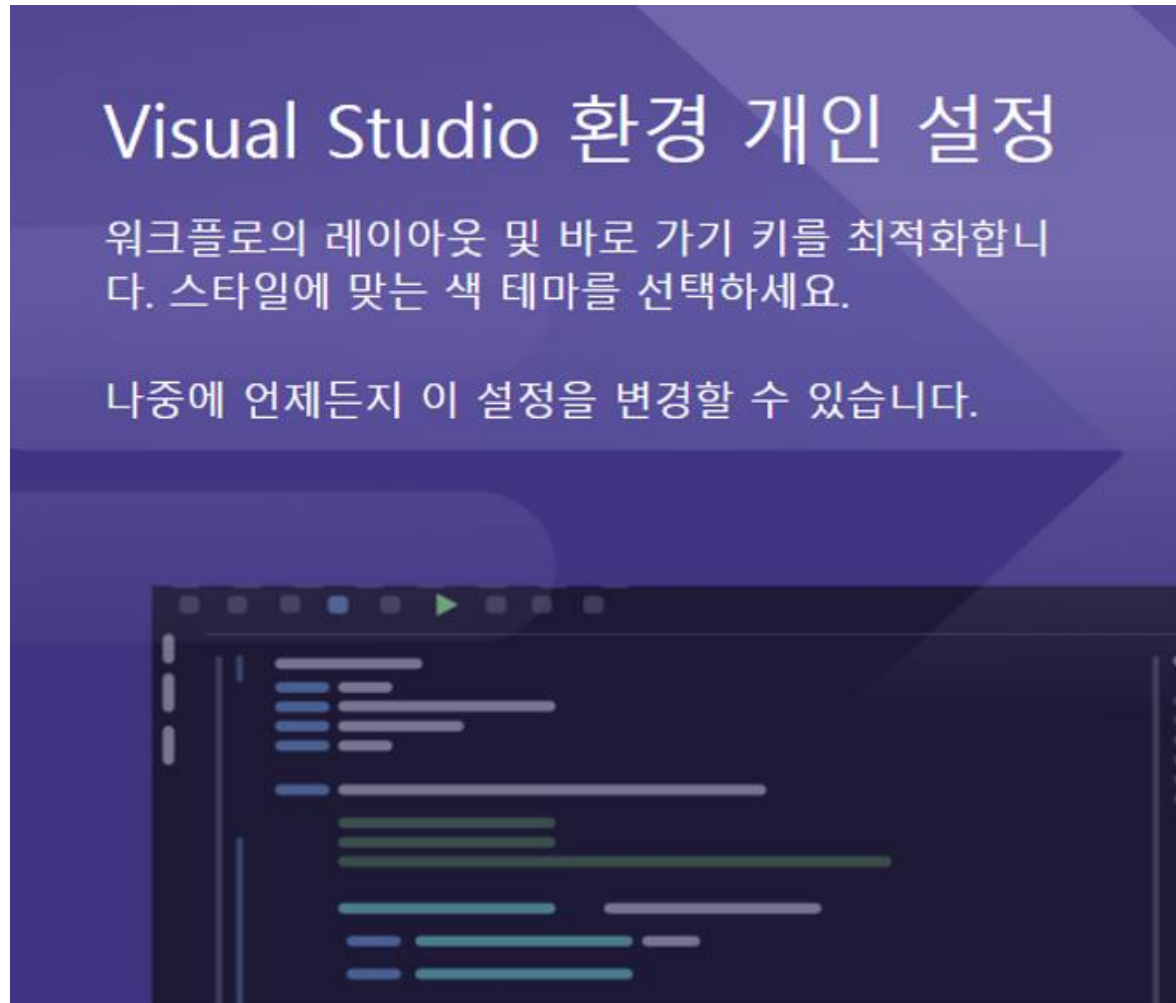 Visual Studio 환경 개인 설정
워크플로의 레이아웃 및 바로 가기 키를 최적화합니
다. 스타일에 맞는 색 테마를 선택하세요.
나중에 언제든지 이 설정을 변경할 수 있습니다.